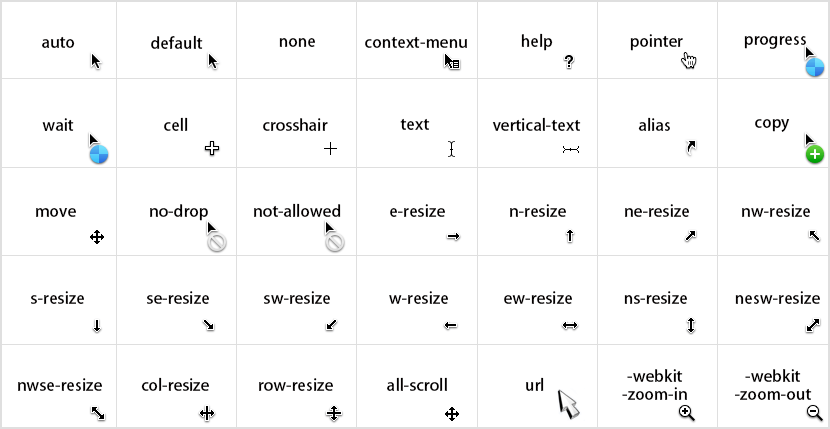 auto
default
none
context-menu
help
pointer
progress
wait
cell
crosshair
text
vertical-text
alias
copy
move
no-drop
not-allowed
e-resize
n-resize
ne-resize
nw-resize
s-resize
se-resize
sw-resize
w-resize
ew-resize
ns-resize
nesw-resize
nwse-resize
col-resize
row-resize
all-scroll
url
-webkit
-zoom-in
-webkit
-zoom-out